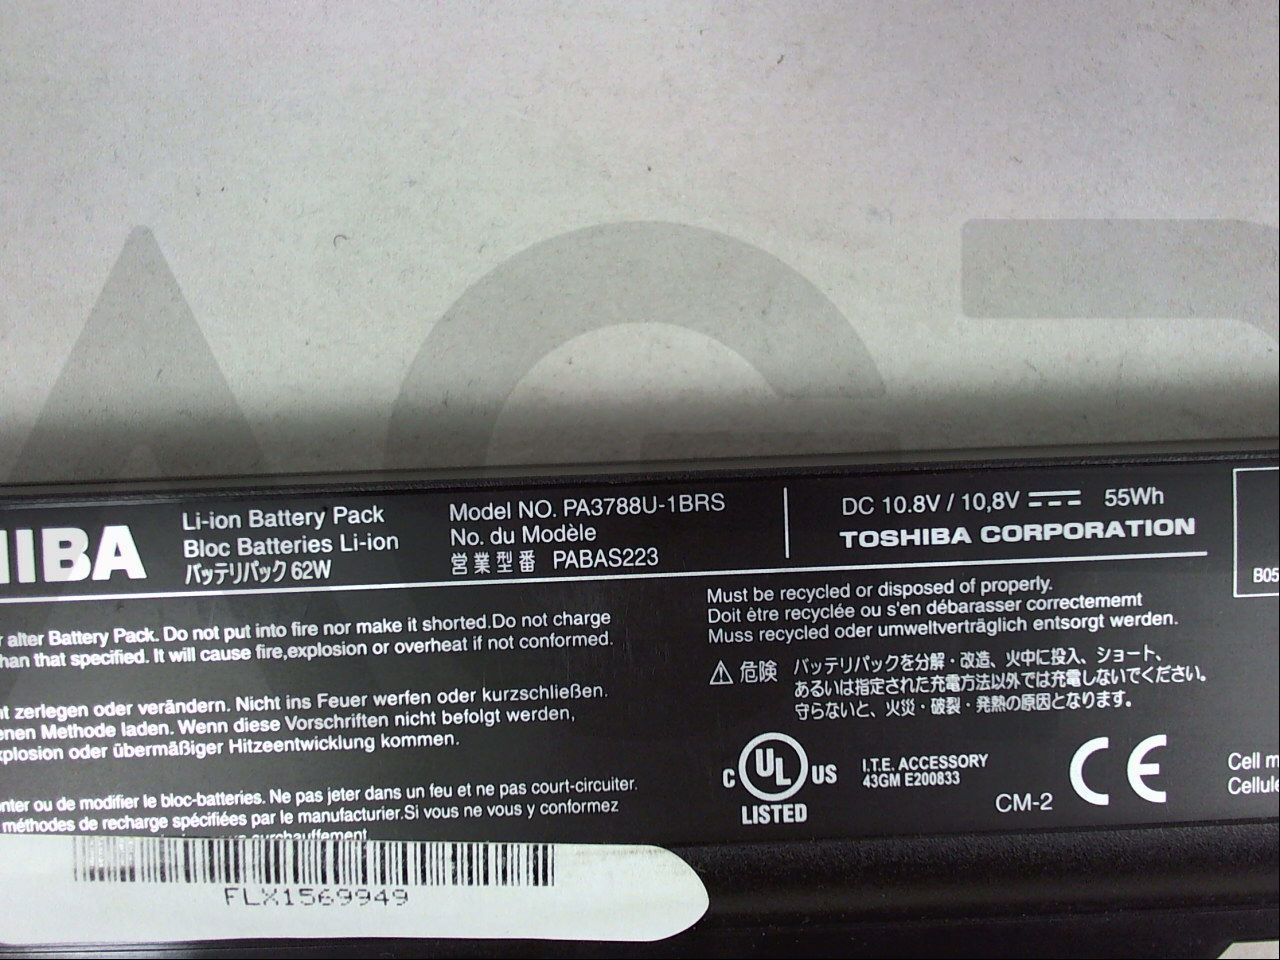 HIBA
Li-ion Battery Pack
Bloc Batteries Li-ion
バッテリパック 62W
Model NO. PA3788U-1BRS
No. du Modèle
営業型番 PABAS223
DC 10.8V / 10,8V 55Wh
TOSHIBA CORPORATION
B05
alter Battery Pack. Do not put into fire nor make it shorted.Do not charge
than that specified. It will cause fire,explosion or overheat if not conformed.
zerlegen oder verändern. Nicht ins Feuer werfen oder kurzschließen.
enen Methode laden. Wenn diese Vorschriften nicht befolgt werden,
xplosion oder übermäßiger Hitzeentwicklung kommen.
nter ou de modifier le bloc-batteries. Ne pas jeter dans un feu et ne pas court-circuiter.
méthodes de recharge spécifiées par le manufacturier.Si vous ne vous y conformez
surchauffement.
Must be recycled or disposed of properly.
Doit être recyclée ou s'en débarasser correctememt
Muss recycled oder umweltverträglich entsorgt werden.
⚠危険 バッテリパックを分解・改造、火中に投入、ショート、
あるいは指定された充電方法以外では充電しないでください。
守らないと、火災・破裂・発熱の原因となります。
C UL US
LISTED
I.T.E. ACCESSORY
43GM E200833
CM-2
CE
Cell m
Cellule
FLX1569949